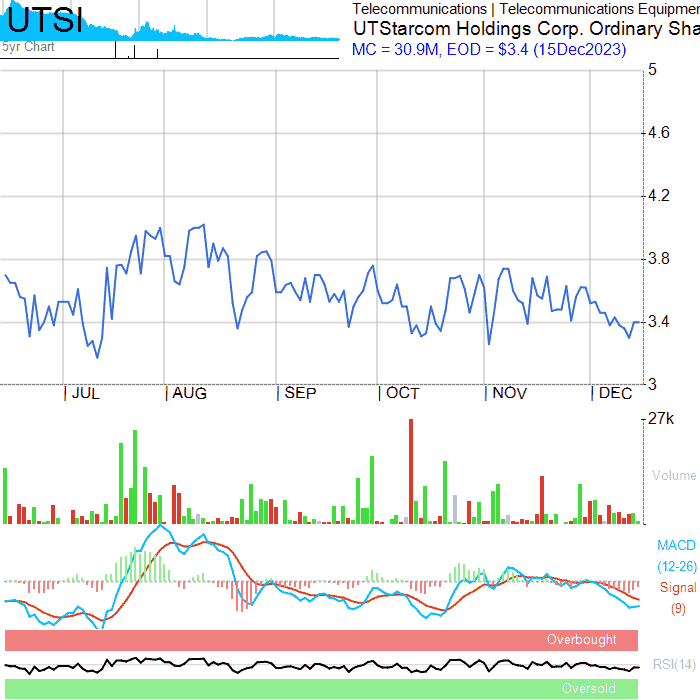 UTSI
5yr Chart
Telecommunications | Telecommunications Equipmen
UTStarcom Holdings Corp. Ordinary Sha
MC = 30.9M, EOD = $3.4 (15Dec2023)
5
4.6
4.2
3.8
3.4
3
JUL AUG SEP OCT NOV DEC
27k
Volume
MACD
(12-26)
Signal
(9)
Overbought
RSI(14)
Oversold